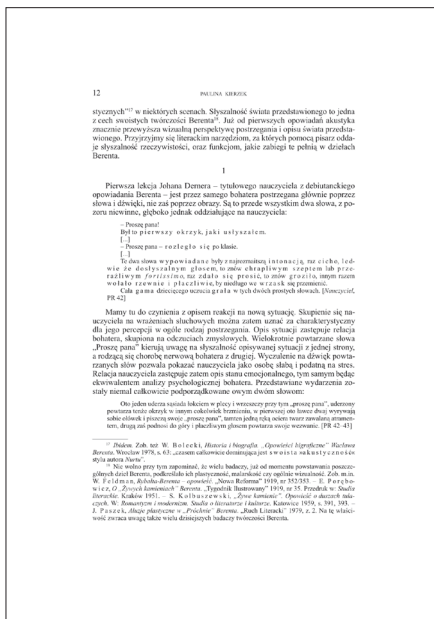 12
PAULINA KIERZEK
stycznych”¹⁷ w niektórych scenach. Słyszalność świata przedstawionego to jedna
z cech swoistych twórczości Berenta¹⁸. Już od pierwszych opowiadań akustyka
znacznie przewyższa wizualną perspektywę postrzegania i opisu świata przedsta-
wionego. Przyjrzyjmy się literackim narzędziom, za których pomocą pisarz odda-
je słyszalność rzeczywistości, oraz funkcjom, jakie zabiegi te pełnią w dziełach
Berenta.
1
Pierwsza lekcja Johana Dernera – tytułowego nauczyciela z debiutanckiego
opowiadania Berenta – jest przez samego bohatera postrzegana głównie poprzez
słowa i dźwięki, nie zaś poprzez obrazy. Są to przede wszystkim dwa słowa, z po-
zoru niewinne, głęboko jednak oddziałujące na nauczyciela:
– Proszę pana!
Był to pierwszy okrzyk, jaki usłyszałem.
[...]
– Proszę pana – rozległo się po klasie.
[...]
Te dwa słowa wypowiadane były z najrozmaitszą intonacją, raz cicho, led-
wie że dosłyszalnym głosem, to znów chrapliwym szeptem lub prze-
raźliwym fortissimo, raz zdało się prosić, to znów groziło, innym razem
wołało rzewnie i płaczliwie, by niedługo we wrzask się przemienić.
Cała gama dziecięcego uczucia grała w tych dwóch prostych słowach. [Nauczyciel,
PR 42]
Mamy tu do czynienia z opisem reakcji na nową sytuację. Skupienie się na-
uczyciela na wrażeniach słuchowych można zatem uznać za charakterystyczny
dla jego percepcji w ogóle rodzaj postrzegania. Opis sytuacji zastępuje relacja
bohatera, skupiona na odczuciach zmysłowych. Wielokrotnie powtarzane słowa
„Proszę pana” kierują uwagę na słyszalność opisywanej sytuacji z jednej strony,
a rodzącą się chorobę nerwową bohatera z drugiej. Wyczulenie na dźwięk powta-
rzanych słów pozwala pokazać nauczyciela jako osobę słabą i podatną na stres.
Relacja nauczyciela zastępuje zatem opis stanu emocjonalnego, tym samym będąc
ekwiwalentem analizy psychologicznej bohatera. Przedstawiane wydarzenia zo-
stały niemal całkowicie podporządkowane owym dwóm słowom:
Oto jeden uderza sąsiada łokciem w plecy i wrzeszczy przy tym „proszę pana”, uderzony
powtarza tenże okrzyk w innym cokolwiek brzmieniu, w pierwszej oto ławce dwaj wyrywają
sobie ołówek i piszczą swoje „proszę pana”, tamten jedną ręką ociera twarz zawalaną atramen-
tem, drugą zaś podnosi do góry i płaczliwym głosem powtarza swoje wezwanie. [PR 42–43]
¹⁷ Ibidem. Zob. też W. Bolecki, Historia i biografia. „Opowieści biograficzne” Wacława
Berenta. Wrocław 1978, s. 63: „czasem całkowicie dominująca jest swoista »akustyczność«
stylu autora Nurtu”.
¹⁸ Nie wolno przy tym zapominać, że wielu badaczy, już od momentu powstawania poszcze-
gólnych dzieł Berenta, podkreślało ich plastyczność, malarskość czy ogólnie wizualność. Zob. m.in.
W. Feldman, Rokoko-Berenta – opowieść. „Nowa Reforma” 1919, nr 352/353. – E. Porębo-
wicz, O „Żywych kamieniach” Berenta. „Tygodnik Ilustrowany” 1919, nr 35. Przedruk w: Studia
literackie. Kraków 1951. – S. Kołbuszewski, „Żywe kamienie”. Opowieść o duszach tuła-
czych. W: Romantyzm i modernizm. Studia o literaturze i kulturze. Katowice 1959, s. 391, 393. –
J. Paszek, Aluzje plastyczne w „Próchnie” Berenta. „Ruch Literacki” 1979, z. 2. Na tę właści-
wość zwraca uwagę także wielu dzisiejszych badaczy twórczości Berenta.